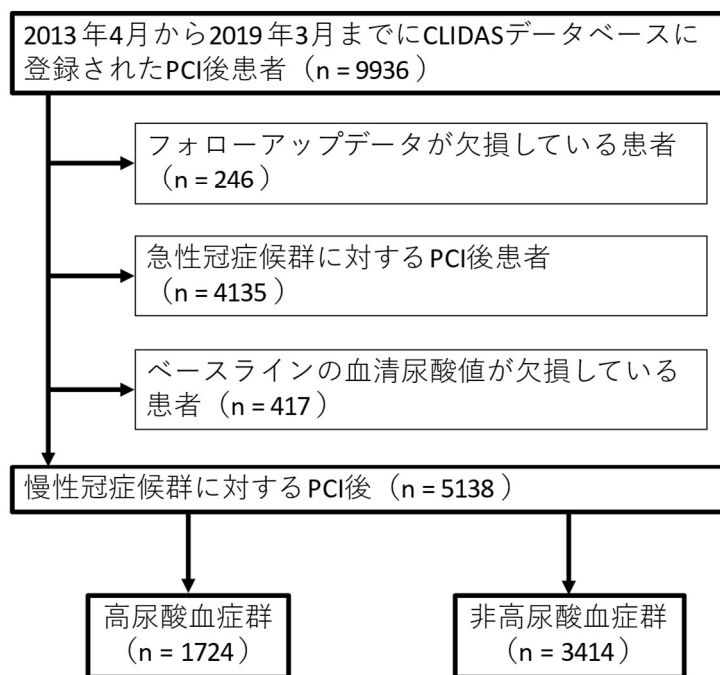 2013年4月から2019年3月までにCLIDASデータベースに
登録されたPCI後患者（n = 9936）
フォローアップデータが欠損している患者
（n = 246）
急性冠症候群に対するPCI後患者
（n = 4135）
ベースラインの血清尿酸値が欠損している
患者（n = 417）
慢性冠症候群に対するPCI後（n = 5138）
高尿酸血症群
（n = 1724）
非高尿酸血症群
（n = 3414）